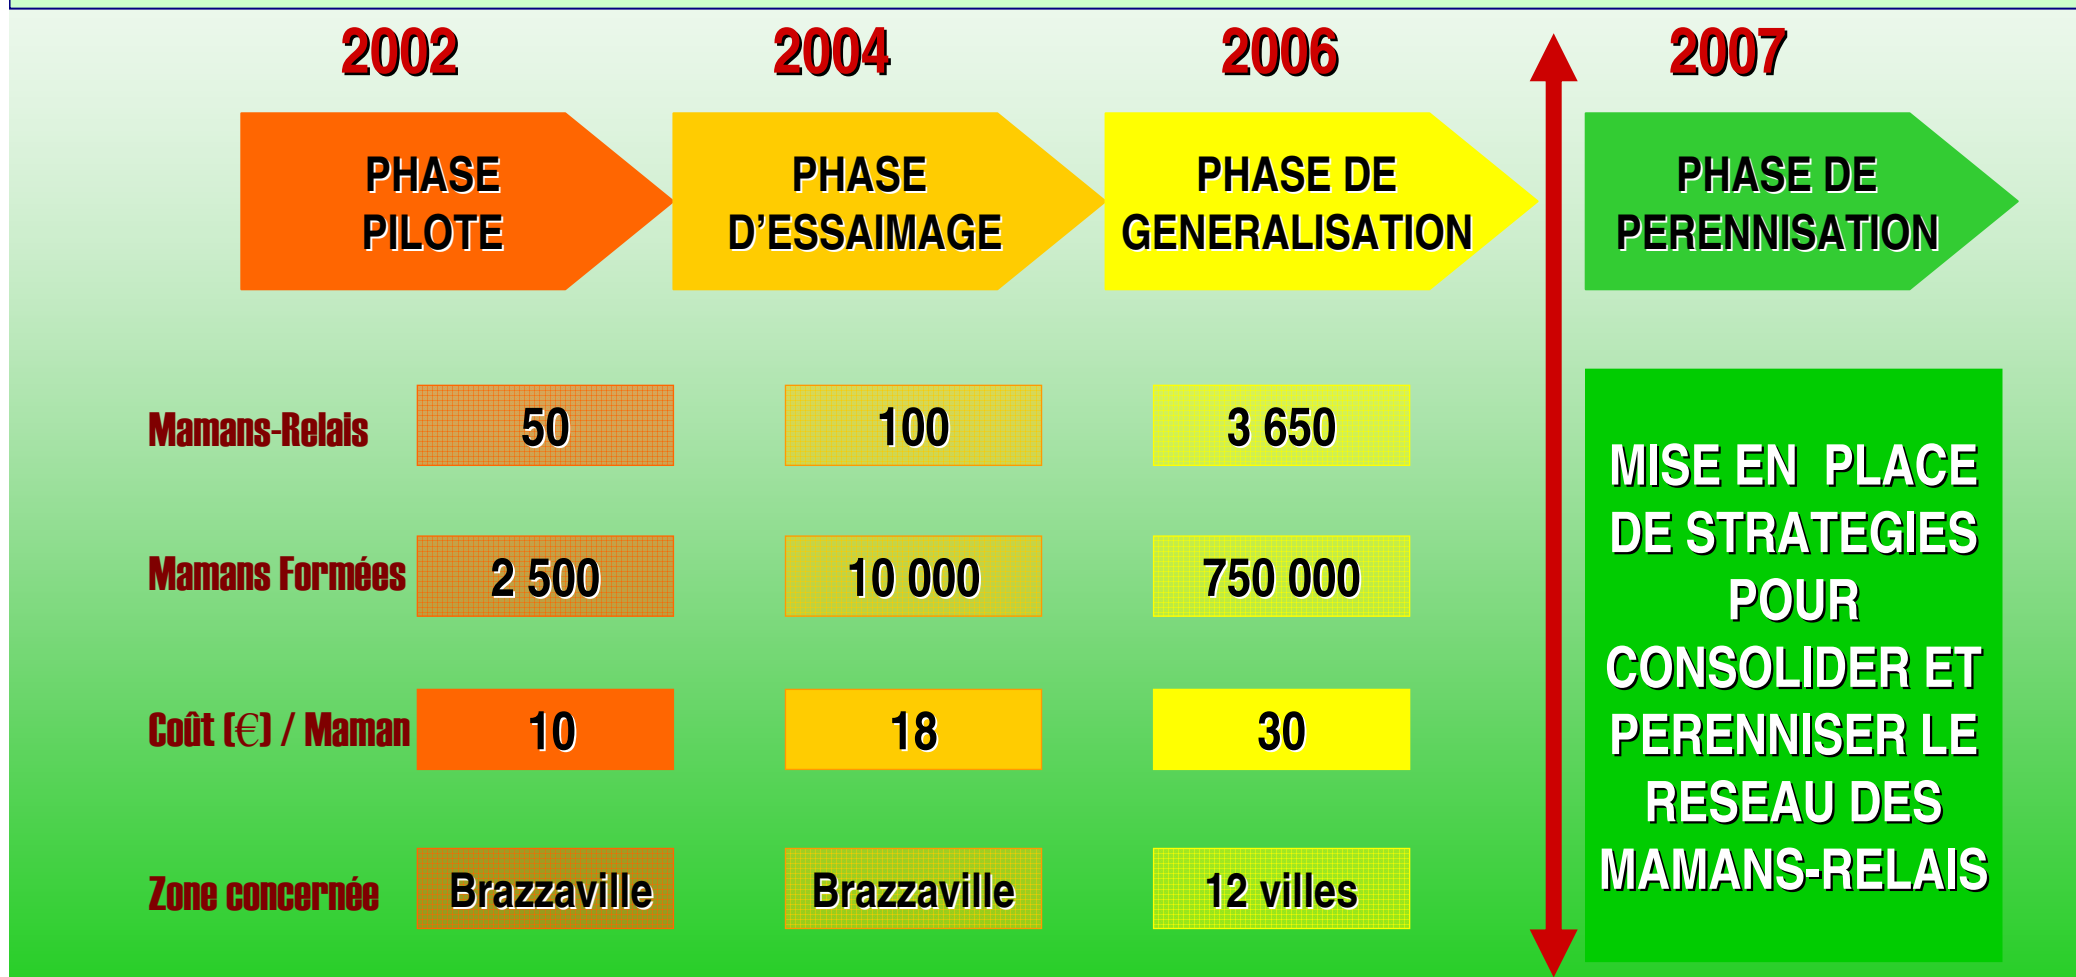 2002
2004
2006
2007
PHASE
PILOTE
PHASE
D’ESSAIMAGE
PHASE DE
GENERALISATION
PHASE DE
PERENNISATION
Mamans-Relais
50
100
3 650
Mamans Formées
2 500
10 000
750 000
Coût (€) / Maman
10
18
30
Zone concernée
Brazzaville
Brazzaville
12 villes
MISE EN PLACE
DE STRATEGIES
POUR
CONSOLIDER ET
PERENNISER LE
RESEAU DES
MAMANS-RELAIS